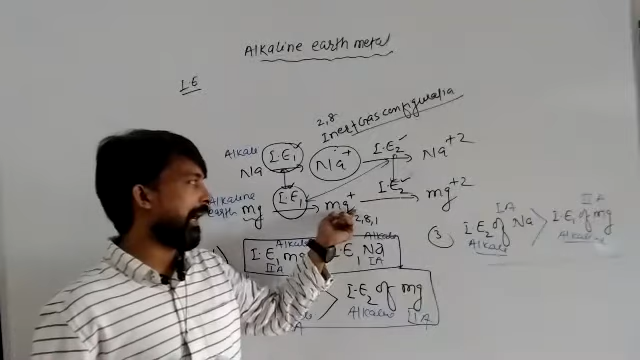 Alkaline earth metal
I.E
2,8.
Inert Gas configuration
Alkali
Na I.E1 Na+ I.E2 Na+2
Alkaline
earth mg I.E1 mg+ I.E2 mg+2
2,8,1
I.E1 mg I.E1 Na
Alkaline Alkali
IIA IA
> I.E2 of mg
Alkaline IIA
IA IIA
③ I.E2 of Na > I.E1 of mg
Alkali Alkaline